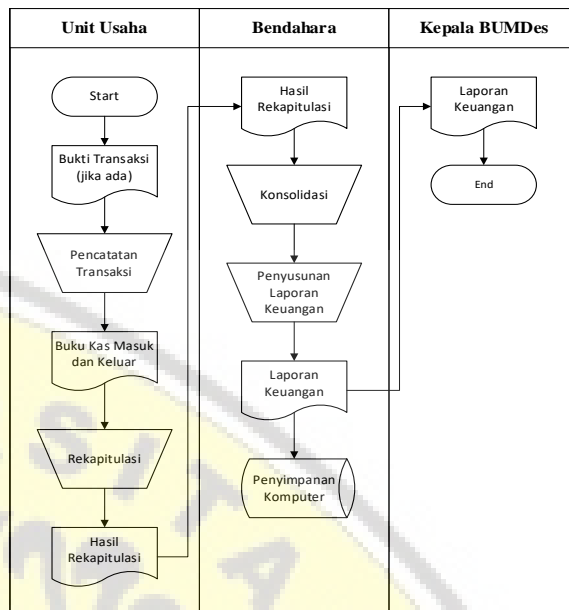 Unit Usaha
Bendahara
Kepala BUMDes
Start
Bukti Transaksi
(jika ada)
Pencatatan
Transaksi
Buku Kas Masuk
dan Keluar
Rekapitulasi
Hasil
Rekapitulasi
Hasil
Rekapitulasi
Konsolidasi
Penyusunan
Laporan
Keuangan
Laporan
Keuangan
Penyimpanan
Komputer
Laporan
Keuangan
End